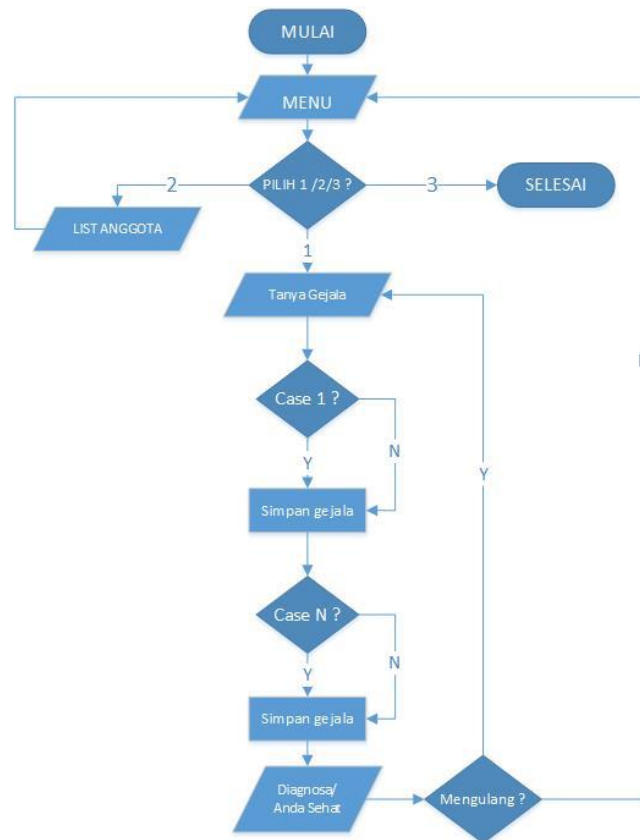 MULAI
MENU
PILIH 1 /2/3 ?
2
3
SELESAI
LIST ANGGOTA
1
Tanya Gejala
Case 1 ?
N
Y
Simpan gejala
Y
Case N ?
N
Y
Simpan gejala
Diagnosa/
Anda Sehat
Mengulang ?